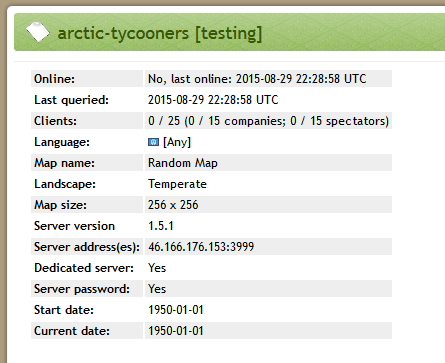 arctic-tycooners [testing]
Online: No, last online: 2015-08-29 22:28:58 UTC
Last queried: 2015-08-29 22:28:58 UTC
Clients: 0 / 25 (0 / 15 companies; 0 / 15 spectators)
Language: [Any]
Map name: Random Map
Landscape: Temperate
Map size: 256 x 256
Server version 1.5.1
Server address(es): 46.166.176.153:3999
Dedicated server: Yes
Server password: Yes
Start date: 1950-01-01
Current date: 1950-01-01